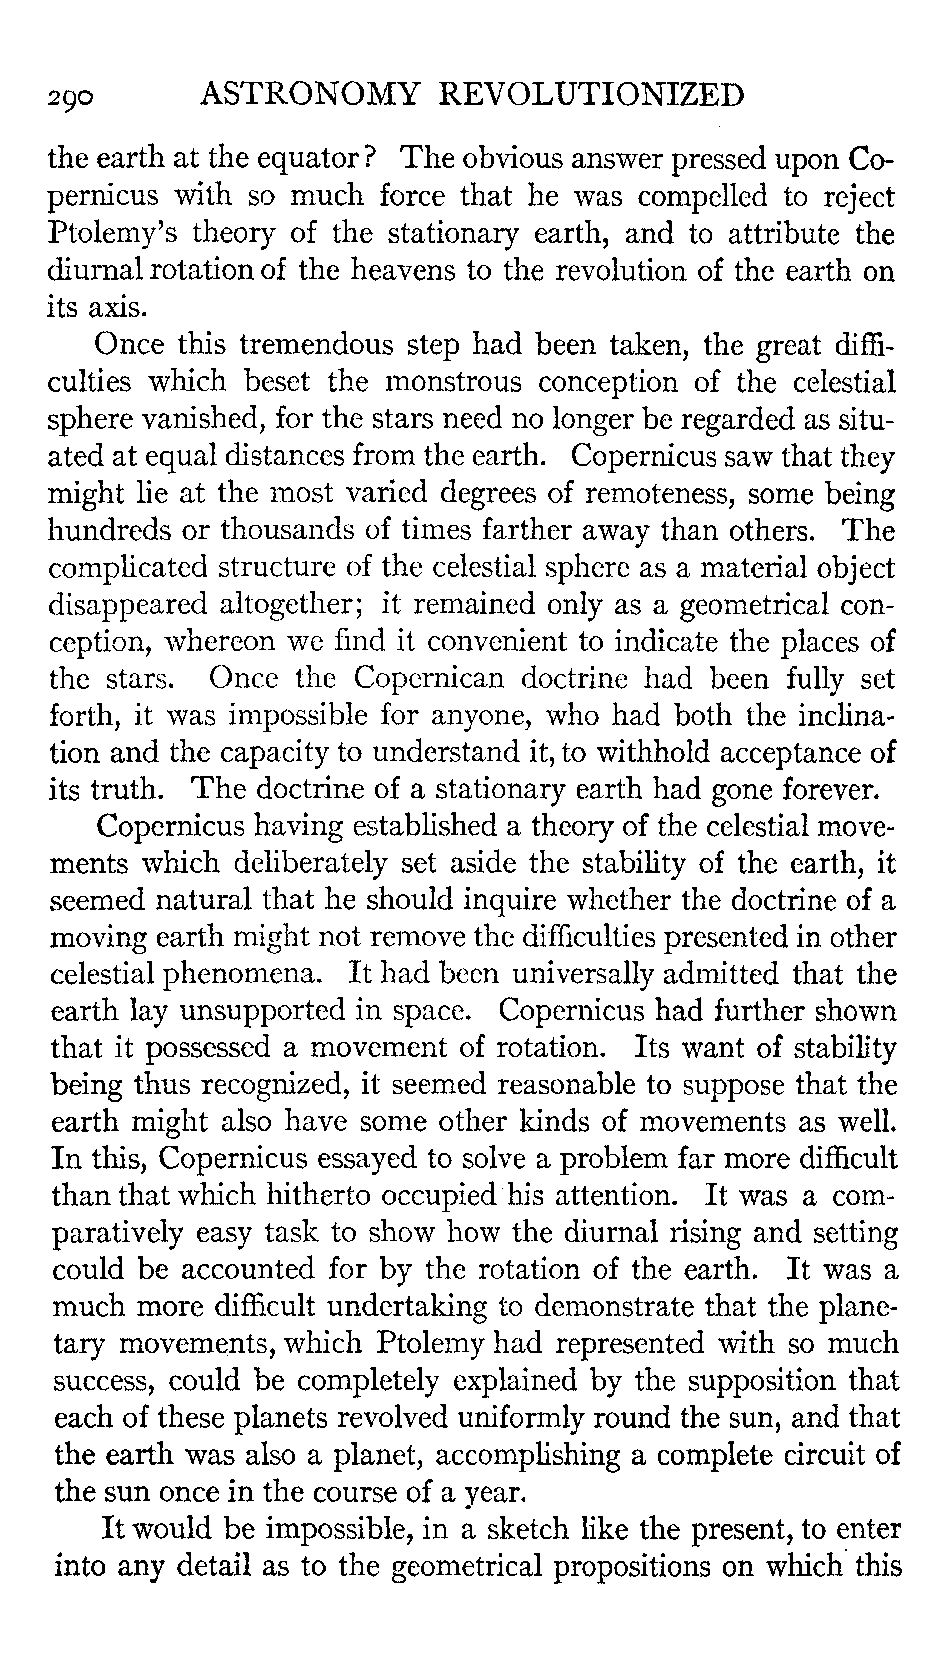 290 ASTRONOMY REVOLUTIONIZED
the earth at the equator? The obvious answer pressed upon Co-
pernicus with so much force that he was compelled to reject
Ptolemy's theory of the stationary earth, and to attribute the
diurnal rotation of the heavens to the revolution of the earth on
its axis.
Once this tremendous step had been taken, the great diffi-
culties which beset the monstrous conception of the celestial
sphere vanished, for the stars need no longer be regarded as situ-
ated at equal distances from the earth. Copernicus saw that they
might lie at the most varied degrees of remoteness, some being
hundreds or thousands of times farther away than others. The
complicated structure of the celestial sphere as a material object
disappeared altogether; it remained only as a geometrical con-
ception, whereon we find it convenient to indicate the places of
the stars. Once the Copernican doctrine had been fully set
forth, it was impossible for anyone, who had both the inclina-
tion and the capacity to understand it, to withhold acceptance of
its truth. The doctrine of a stationary earth had gone forever.
Copernicus having established a theory of the celestial move-
ments which deliberately set aside the stability of the earth, it
seemed natural that he should inquire whether the doctrine of a
moving earth might not remove the difficulties presented in other
celestial phenomena. It had been universally admitted that the
earth lay unsupported in space. Copernicus had further shown
that it possessed a movement of rotation. Its want of stability
being thus recognized, it seemed reasonable to suppose that the
earth might also have some other kinds of movements as well.
In this, Copernicus essayed to solve a problem far more difficult
than that which hitherto occupied his attention. It was a com-
paratively easy task to show how the diurnal rising and setting
could be accounted for by the rotation of the earth. It was a
much more difficult undertaking to demonstrate that the plane-
tary movements, which Ptolemy had represented with so much
success, could be completely explained by the supposition that
each of these planets revolved uniformly round the sun, and that
the earth was also a planet, accomplishing a complete circuit of
the sun once in the course of a year.
It would be impossible, in a sketch like the present, to enter
into any detail as to the geometrical propositions on which this